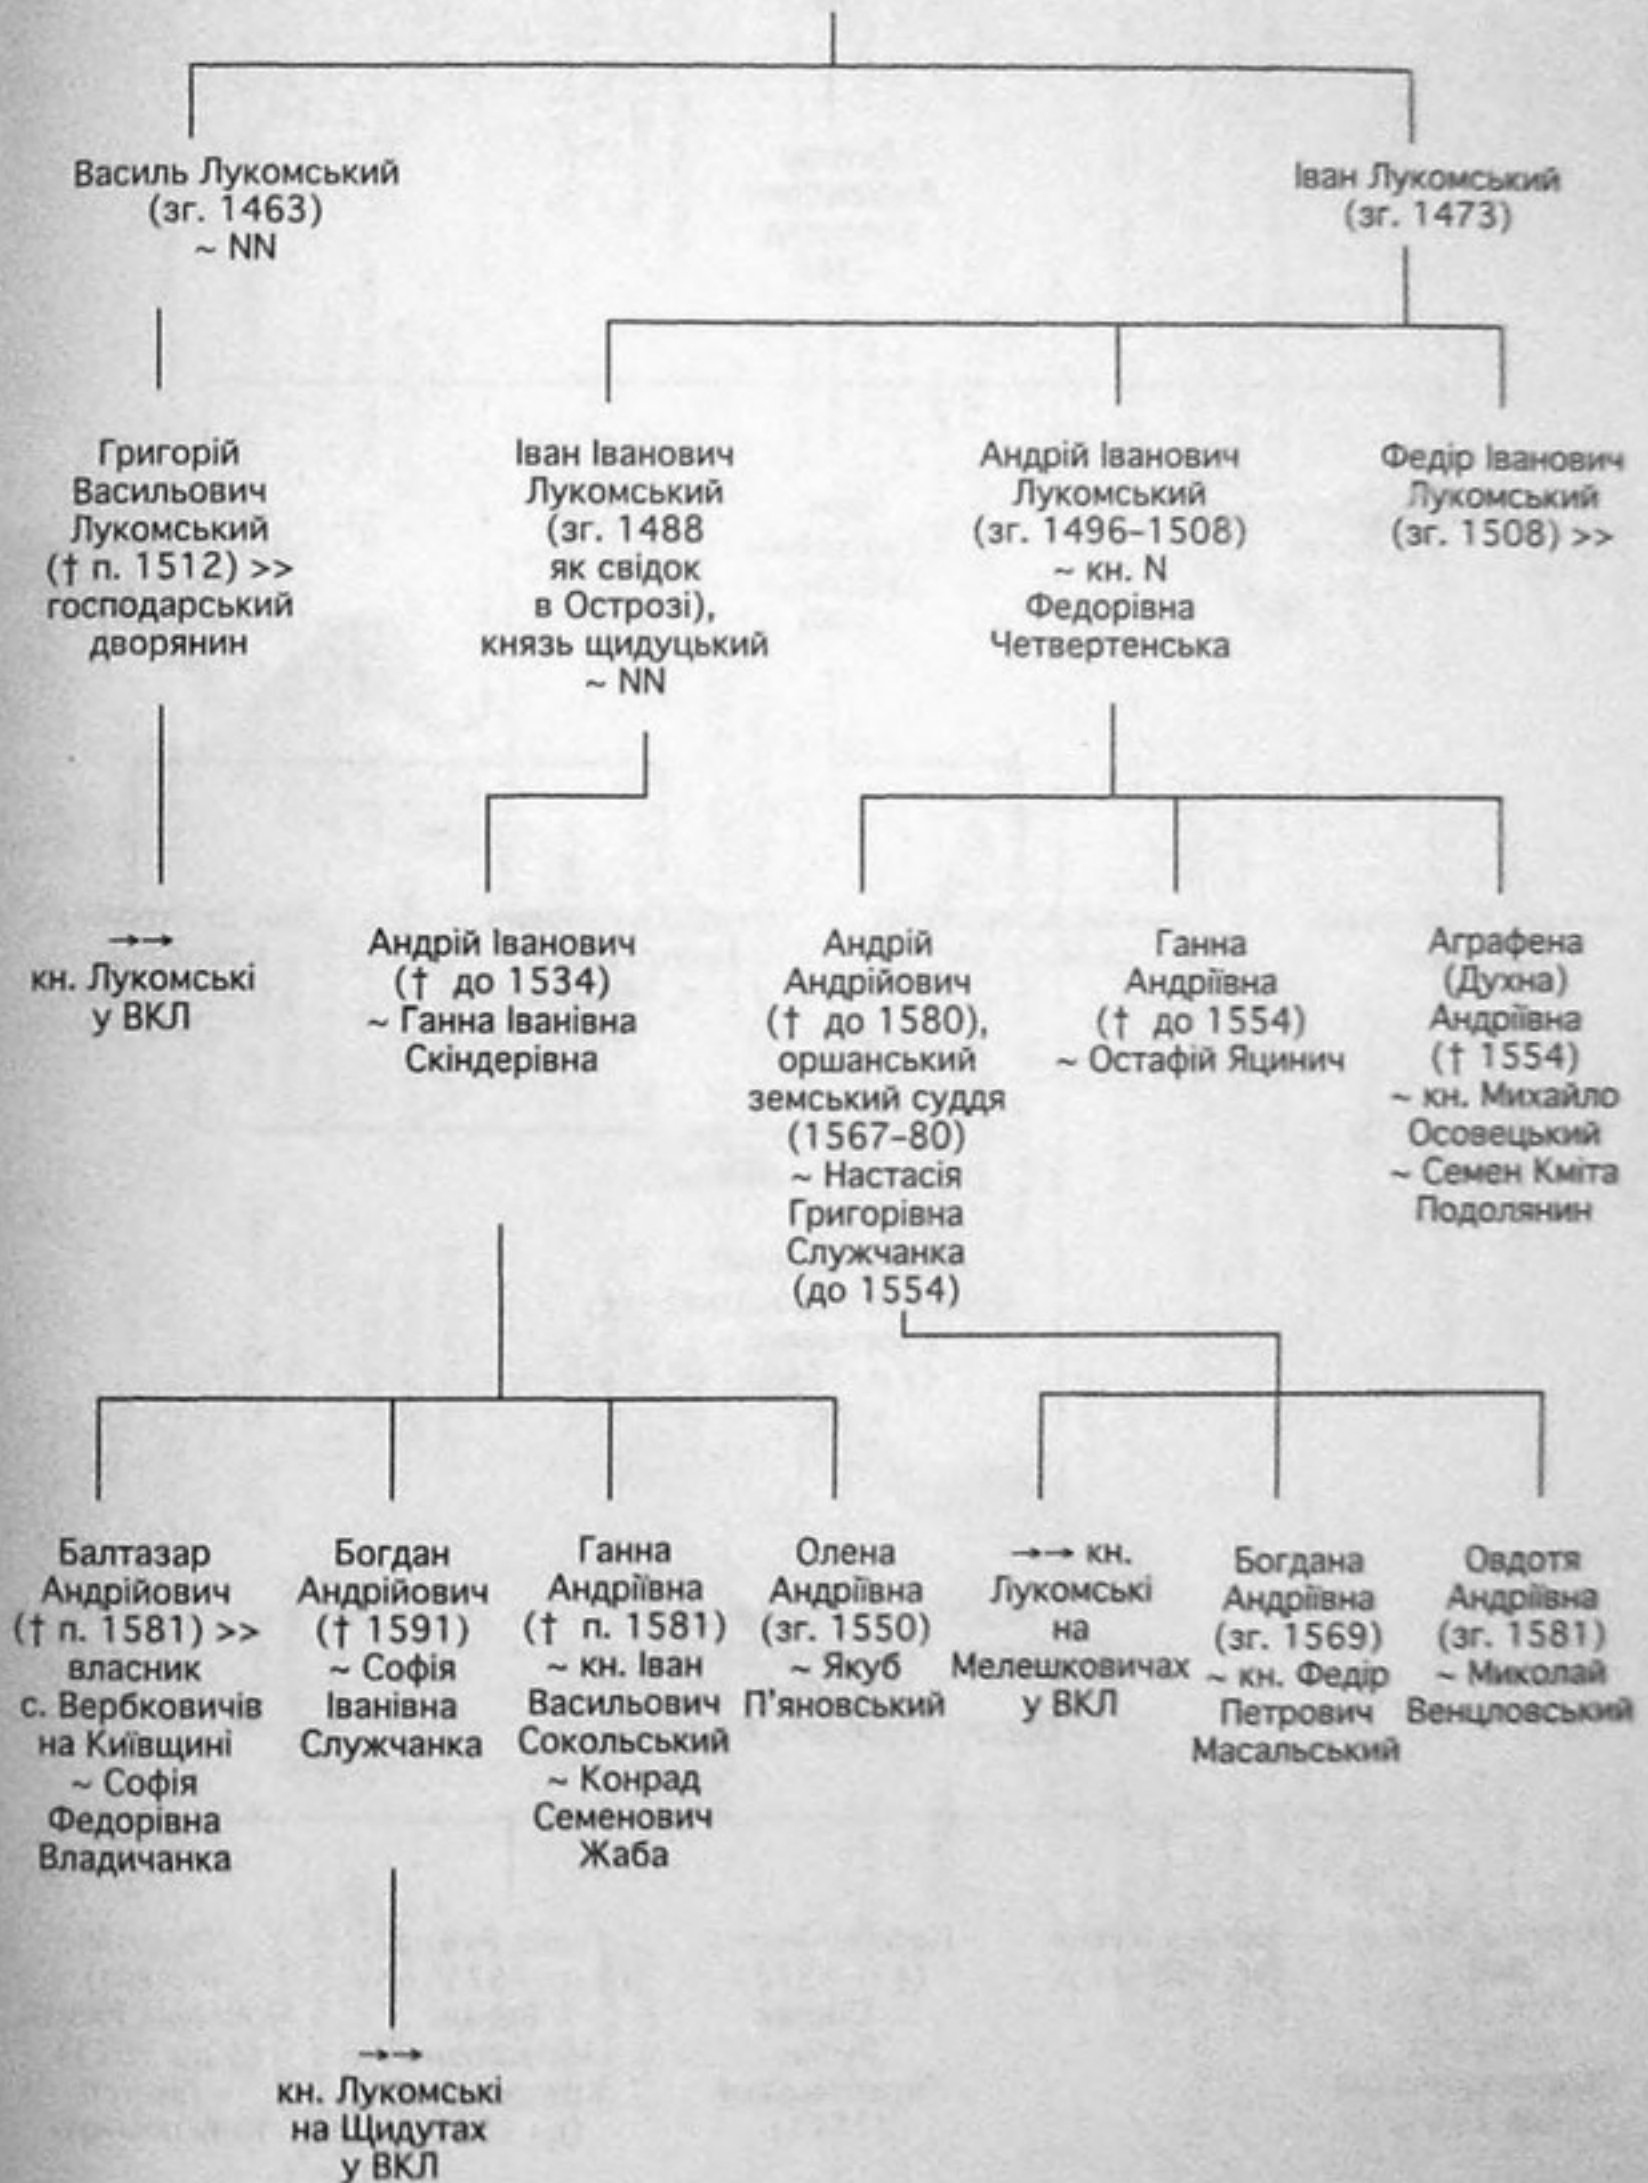 Василь Лукомський
(зг. 1463)
~ NN
Іван Лукомський
(зг. 1473)
Григорій
Васильович
Лукомський
(† п. 1512) >>
господарський
дворянин
Іван Іванович
Лукомський
(зг. 1488
як свідок
в Острозі),
князь щидуцький
~ NN
Андрій Іванович
Лукомський
(зг. 1496–1508)
~ кн. N
Федорівна
Четвертенська
Федір Іванович
Лукомський
(зг. 1508) >>
→→
кн. Лукомські
у ВКЛ
Андрій Іванович
(† до 1534)
~ Ганна Іванівна
Скіндерівна
Андрій
Андрійович
(† до 1580),
оршанський
земський суддя
(1567–80)
~ Настасія
Григорівна
Служчанка
(до 1554)
Ганна
Андріївна
(† до 1554)
~ Остафій Яцинич
Аграфена
(Духна)
Андріївна
(† 1554)
~ кн. Михайло
Осовецький
~ Семен Кміта
Подолянин
Балтазар
Андрійович
(† п. 1581) >>
власник
с. Вербковичів
на Київщині
~ Софія
Федорівна
Владичанка
Богдан
Андрійович
(† 1591)
~ Софія
Іванівна
Служчанка
Ганна
Андріївна
(† п. 1581)
~ кн. Іван
Васильович
Сокольський
~ Конрад
Семенович
Жаба
Олена
Андріївна
(зг. 1550)
~ Якуб
П'яновський
→→ кн.
Лукомські
на
Мелешковичах
у ВКЛ
Богдана
Андріївна
(зг. 1569)
~ кн. Федір
Петрович
Масальський
Овдотя
Андріївна
(зг. 1581)
~ Миколай
Венцловський
→→
кн. Лукомські
на Щидутах
у ВКЛ